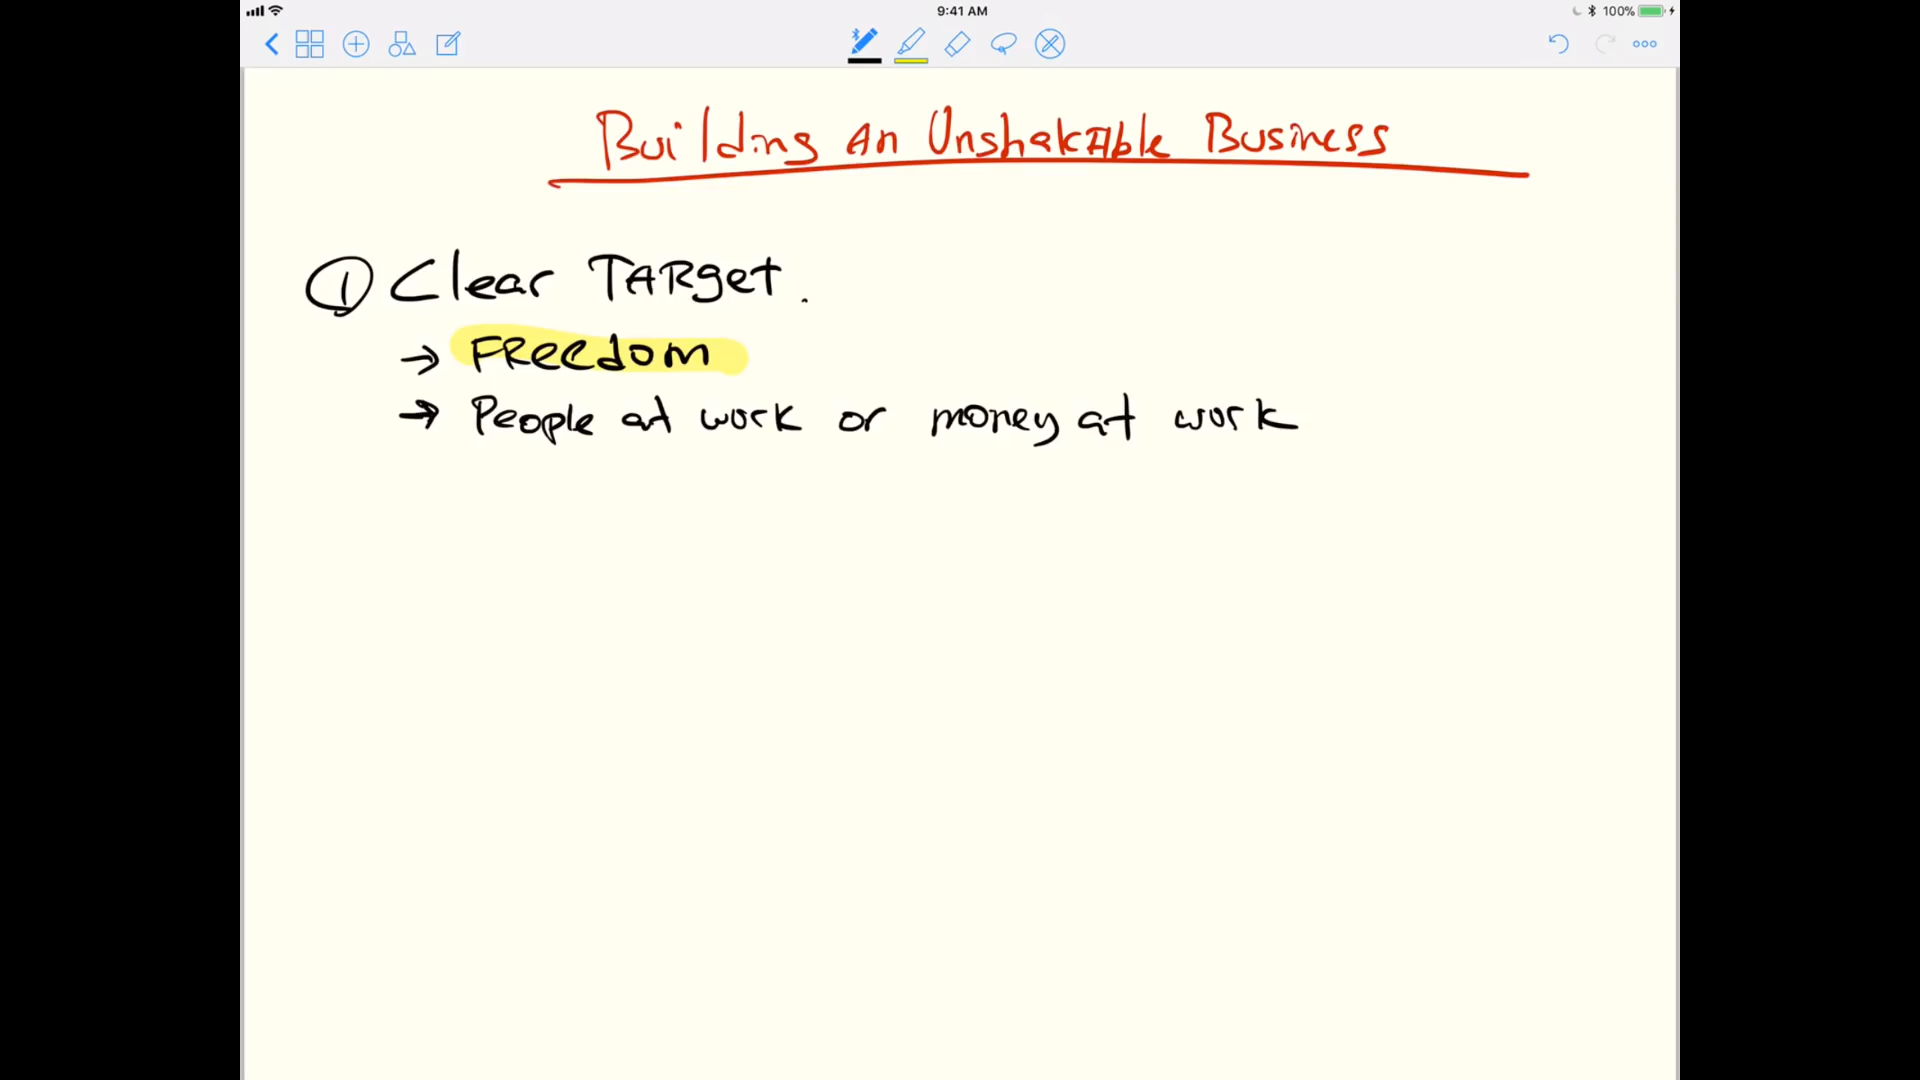 9:41 AM
100%
Building An UnshakAble Business
① Clear TARget.
→ FReedom
→ People at work or money at work